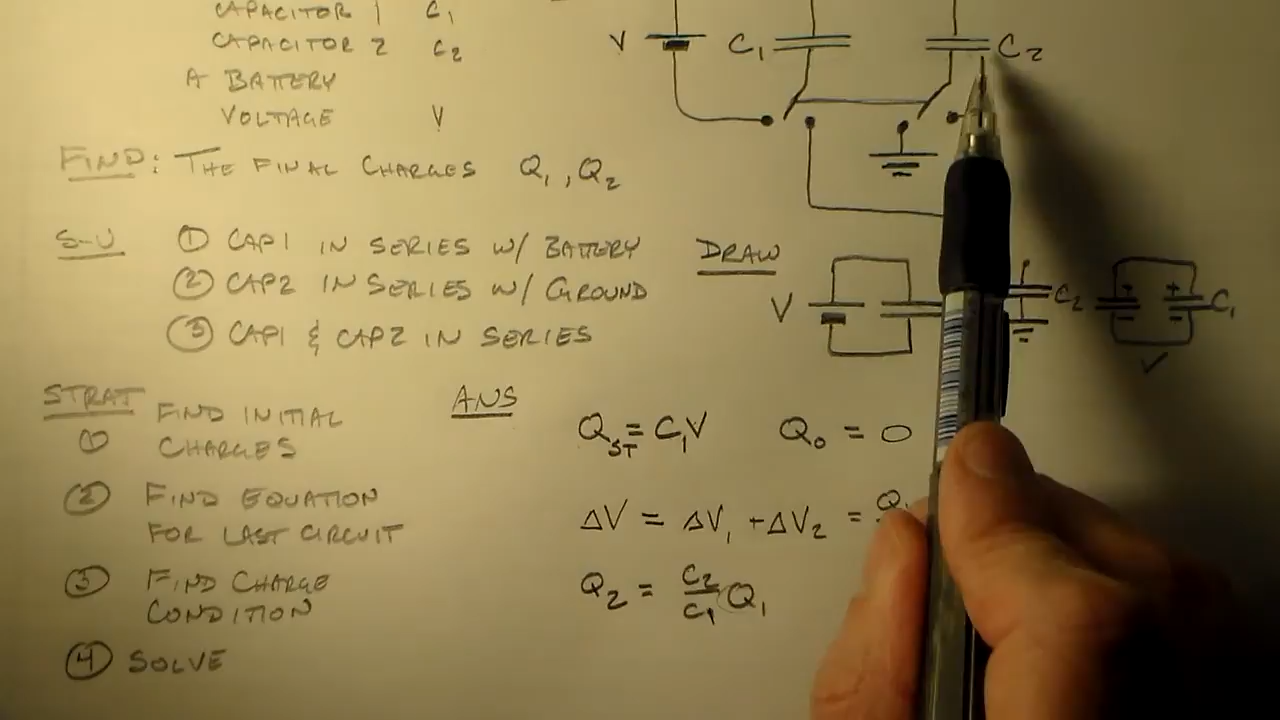 CAPACITOR 1 C1
CAPACITOR 2 C2
A BATTERY
VOLTAGE V
FIND: THE FINAL CHARGES Q1, Q2
S-U ① CAP1 IN SERIES W/ BATTERY
② CAP2 IN SERIES W/ GROUND
③ CAP1 & CAP2 IN SERIES
V C1 C2
DRAW
V C2 + + C1
- -
V
STRAT
① FIND INITIAL
CHARGES
② FIND EQUATION
FOR LAST CIRCUIT
③ FIND CHARGE
CONDITION
④ SOLVE
ANS
QST = C1V Q0 = 0
ΔV = ΔV1 + ΔV2 =
Q2 = C2/C1 Q1